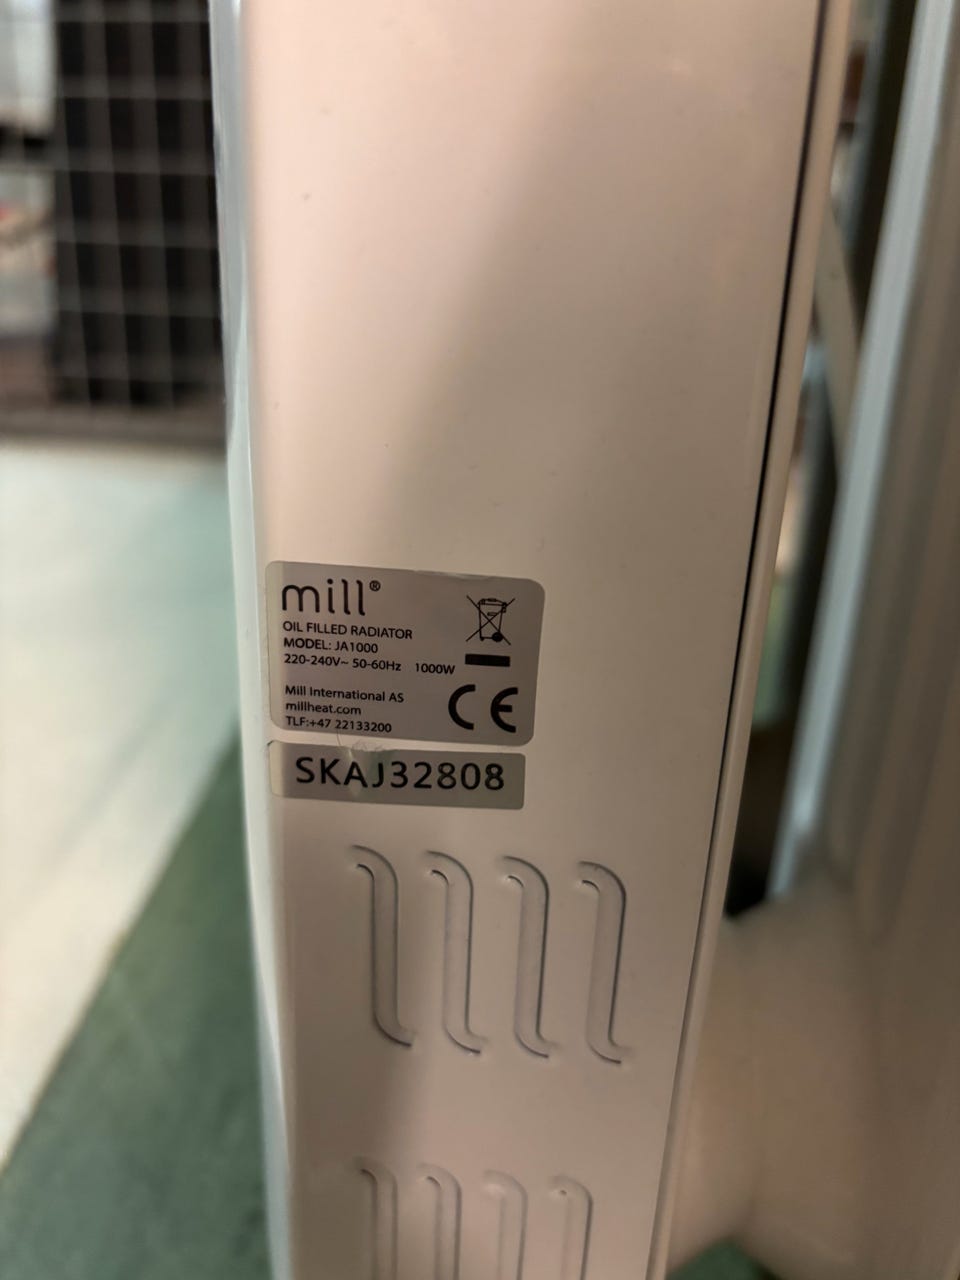 mill®
OIL FILLED RADIATOR
MODEL: JA1000
220-240V~ 50-60Hz 1000W
Mill International AS
millheat.com
TLF:+47 22133200
CE
SKAJ32808